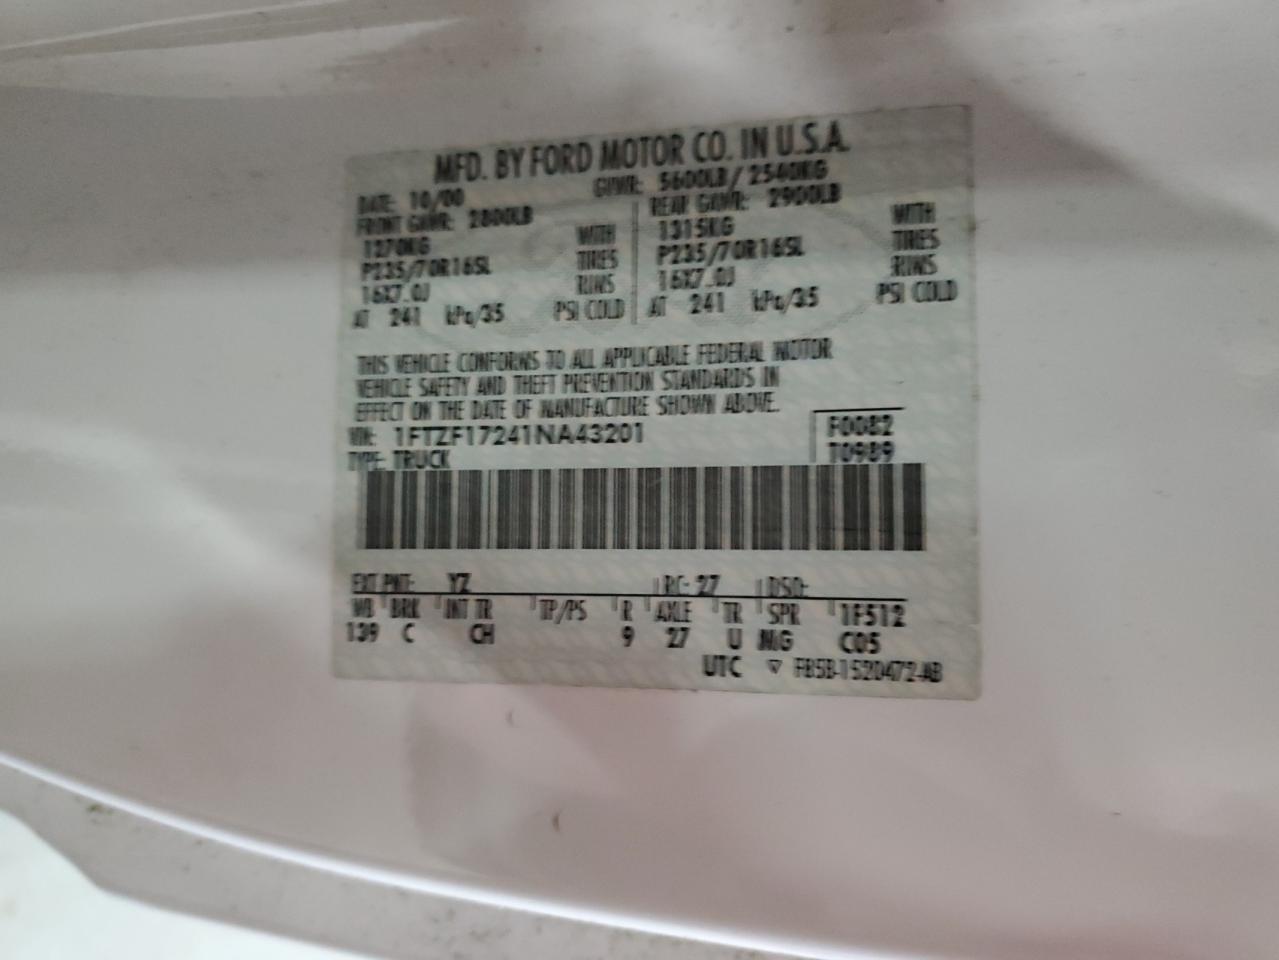 MFD. BY FORD MOTOR CO. IN U.S.A.
DATE: 10/00 GVWR: 5600LB/ 2540KG
FRONT GAWR: 2800LB REAR GAWR: 2900LB
1270KG WITH 1315KG WITH
P235/70R16SL TIRES P235/70R16SL TIRES
16X7.0J RIMS 16X7.0J RIMS
AT 241 kPa/35 PSI COLD AT 241 kPa/35 PSI COLD
THIS VEHICLE CONFORMS TO ALL APPLICABLE FEDERAL MOTOR
VEHICLE SAFETY AND THEFT PREVENTION STANDARDS IN
EFFECT ON THE DATE OF MANUFACTURE SHOWN ABOVE.
VIN: 1FTZF17241NA43201 F0082
TYPE: TRUCK T0989
EXT PNT: YZ RC: 27 DSO:
WB BRK INT TR TP/PS R AXLE TR SPR 1F512
139 C CH 9 27 U MG C05
UTC ▽ F85B-1520472-AB